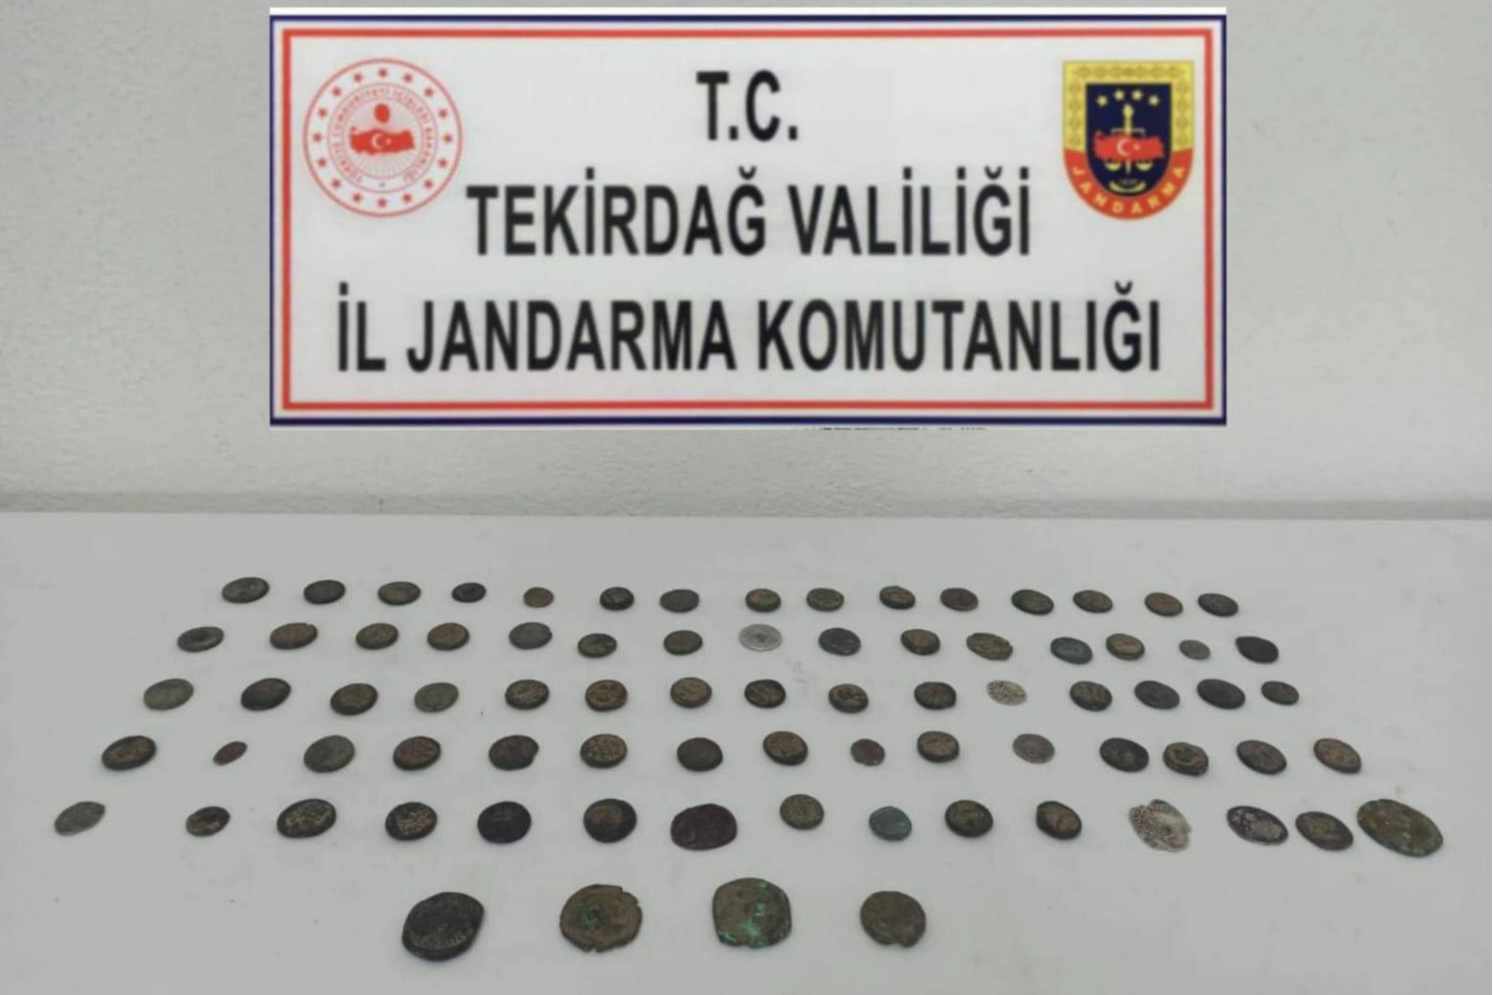 T.C.
TEKİRDAĞ VALİLİĞİ
İL JANDARMA KOMUTANLIĞI
JANDARMA